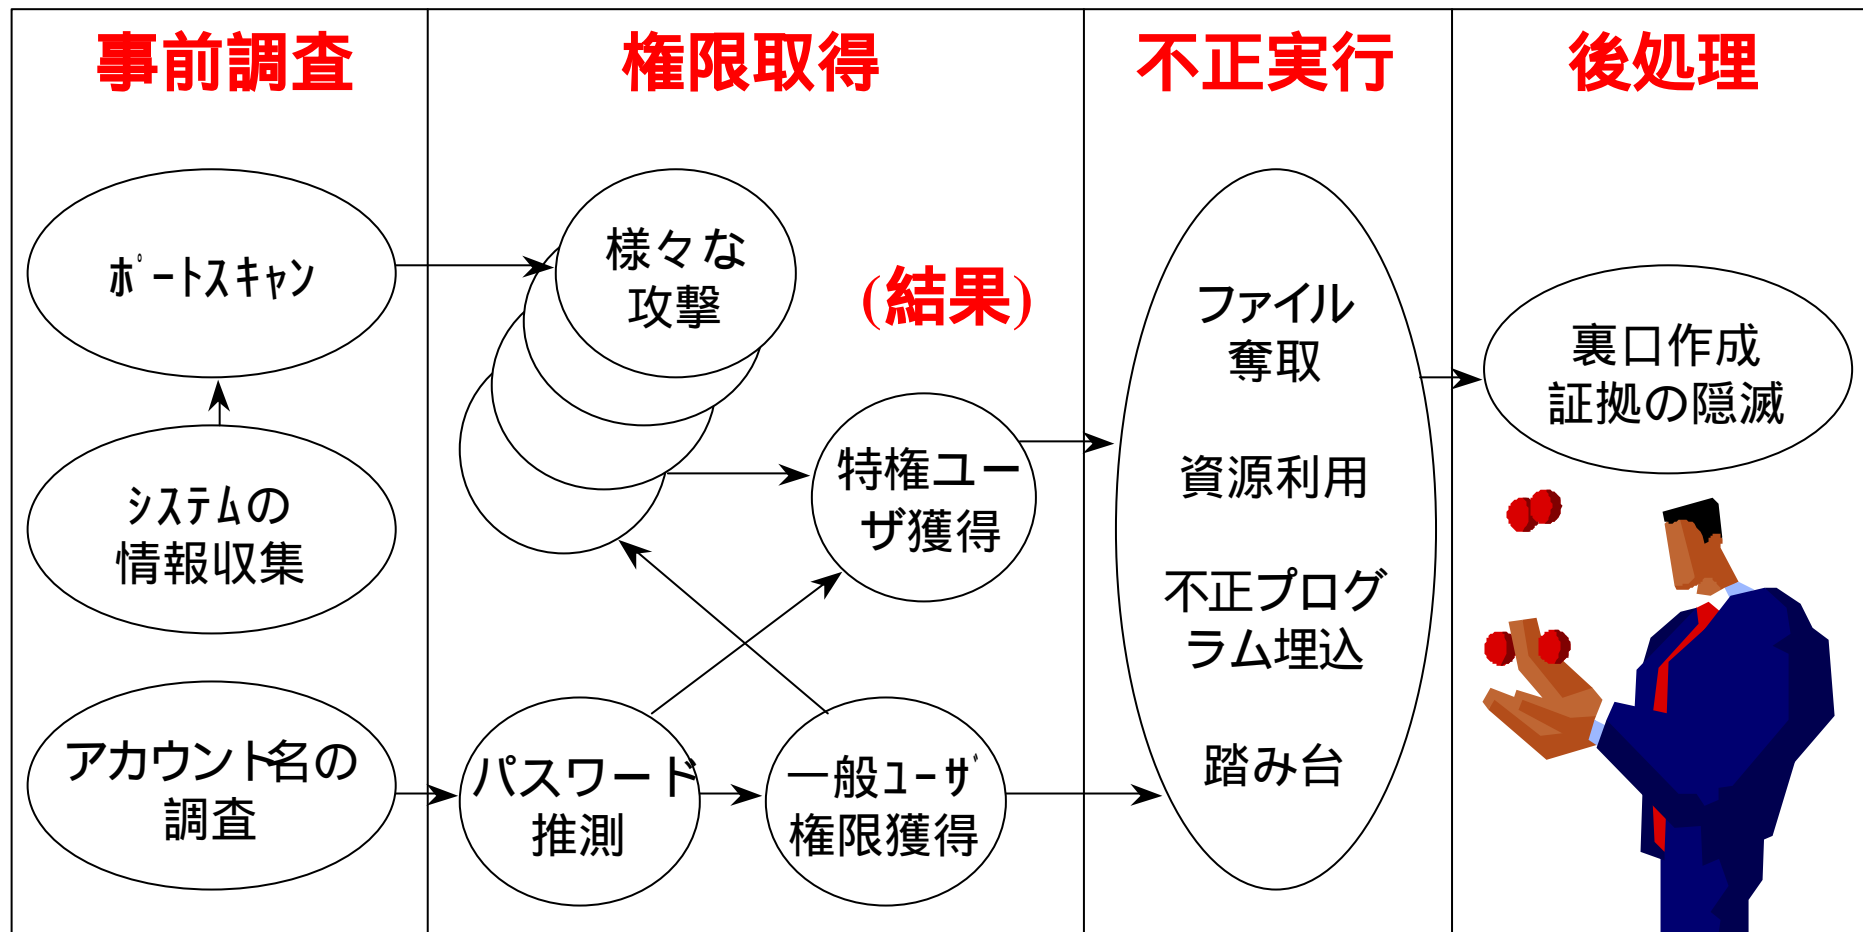 事前調査
権限取得
不正実行
後処理
ﾎﾟｰﾄｽｷｬﾝ
ｼｽﾃﾑの
情報収集
アカウント名の
調査
様々な
攻撃
(結果)
特権ユー
ザ獲得
パスワード
推測
一般ﾕｰｻﾞ
権限獲得
ファイル
奪取
資源利用
不正プログ
ラム埋込
踏み台
裏口作成
証拠の隠滅